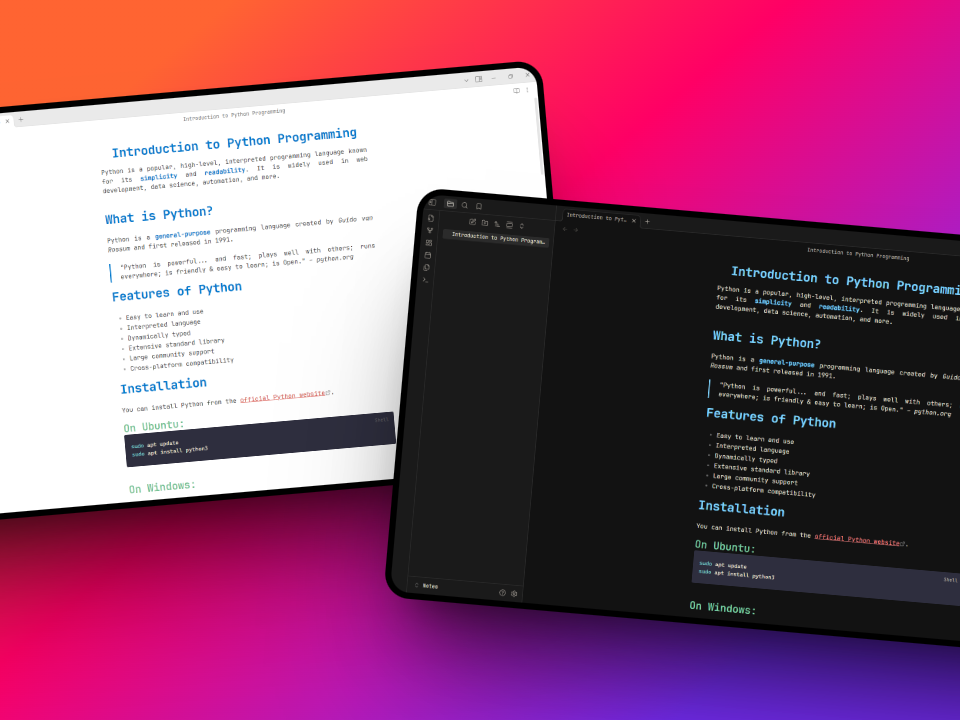 Introduction to Python Programming
Introduction to Python Programming
Python is a popular, high-level, interpreted programming language known
for its simplicity and readability. It is widely used in web
development, data science, automation, and more.
What is Python?
Python is a general-purpose programming language created by Guido van
Rossum and first released in 1991.
"Python is powerful... and fast; plays well with others; runs
everywhere; is friendly & easy to learn; is Open." - python.org
Features of Python
• Easy to learn and use
• Interpreted language
• Dynamically typed
• Extensive standard library
• Large community support
• Cross-platform compatibility
Installation
You can install Python from the official Python website.
On Ubuntu:
Shell
sudo apt update
sudo apt install python3
On Windows:
Introduction to Pyt…
Introduction to Python Program…
Notes
Introduction to Python Programming
Introduction to Python Programmi
Python is a popular, high-level, interpreted programming language
for its simplicity and readability. It is widely used i
development, data science, automation, and more.
What is Python?
Python is a general-purpose programming language created by Guido
Rossum and first released in 1991.
"Python is powerful... and fast; plays well with others;
everywhere; is friendly & easy to learn; is Open." - python.org
Features of Python
• Easy to learn and use
• Interpreted language
• Dynamically typed
• Extensive standard library
• Large community support
• Cross-platform compatibility
Installation
You can install Python from the official Python website.
On Ubuntu:
Shell
sudo apt update
sudo apt install python3
On Windows: